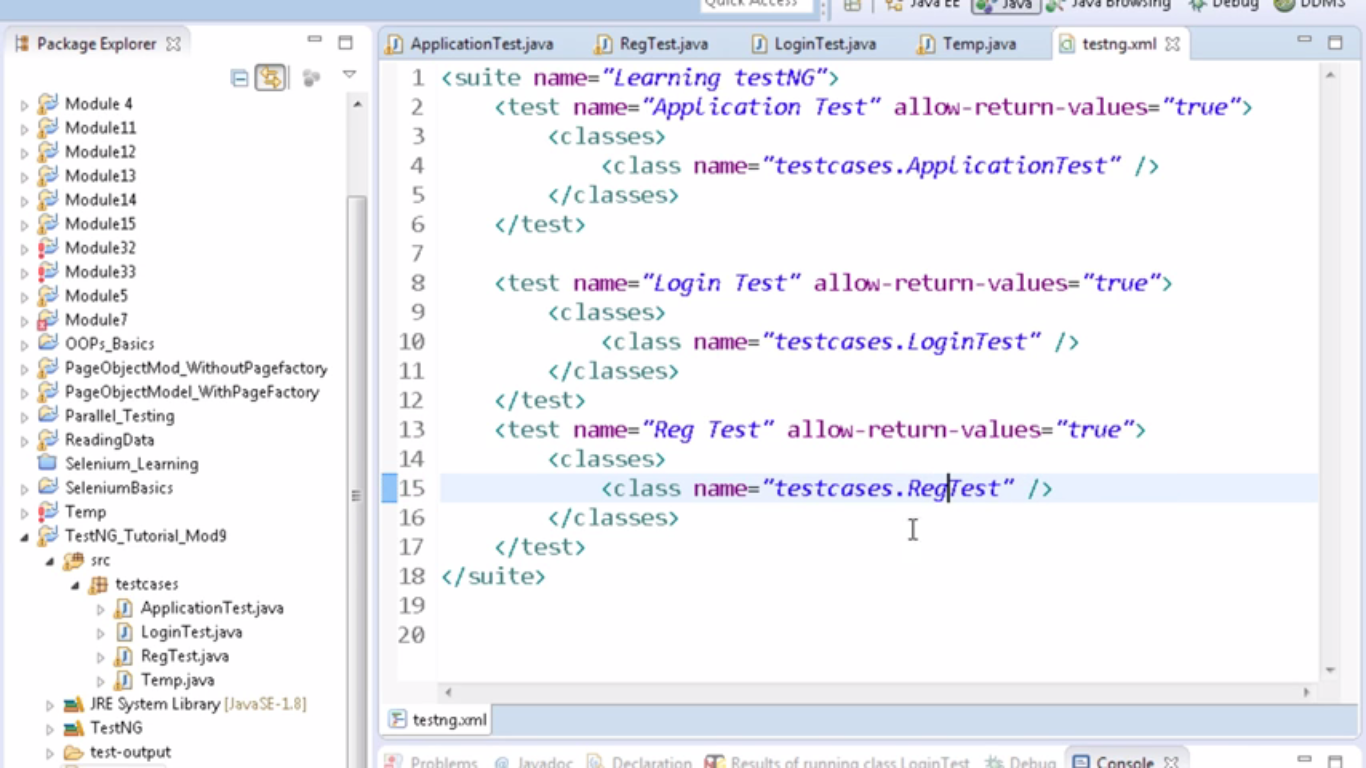 Quick Access
Java EE
Java
Java Browsing
Debug
DDMS
Package Explorer
Module 4
Module11
Module12
Module13
Module14
Module15
Module32
Module33
Module5
Module7
OOPs_Basics
PageObjectMod_WithoutPagefactory
PageObjectModel_WithPageFactory
Parallel_Testing
ReadingData
Selenium_Learning
SeleniumBasics
Temp
TestNG_Tutorial_Mod9
src
testcases
ApplicationTest.java
LoginTest.java
RegTest.java
Temp.java
JRE System Library [JavaSE-1.8]
TestNG
test-output
ApplicationTest.java RegTest.java LoginTest.java Temp.java testng.xml
1 <suite name="Learning testNG">
2 <test name="Application Test" allow-return-values="true">
3 <classes>
4 <class name="testcases.ApplicationTest" />
5 </classes>
6 </test>
7
8 <test name="Login Test" allow-return-values="true">
9 <classes>
10 <class name="testcases.LoginTest" />
11 </classes>
12 </test>
13 <test name="Reg Test" allow-return-values="true">
14 <classes>
15 <class name="testcases.RegTest" />
16 </classes>
17 </test>
18 </suite>
19
20
testng.xml
Problems @ Javadoc Declaration Results of running class LoginTest Debug Console